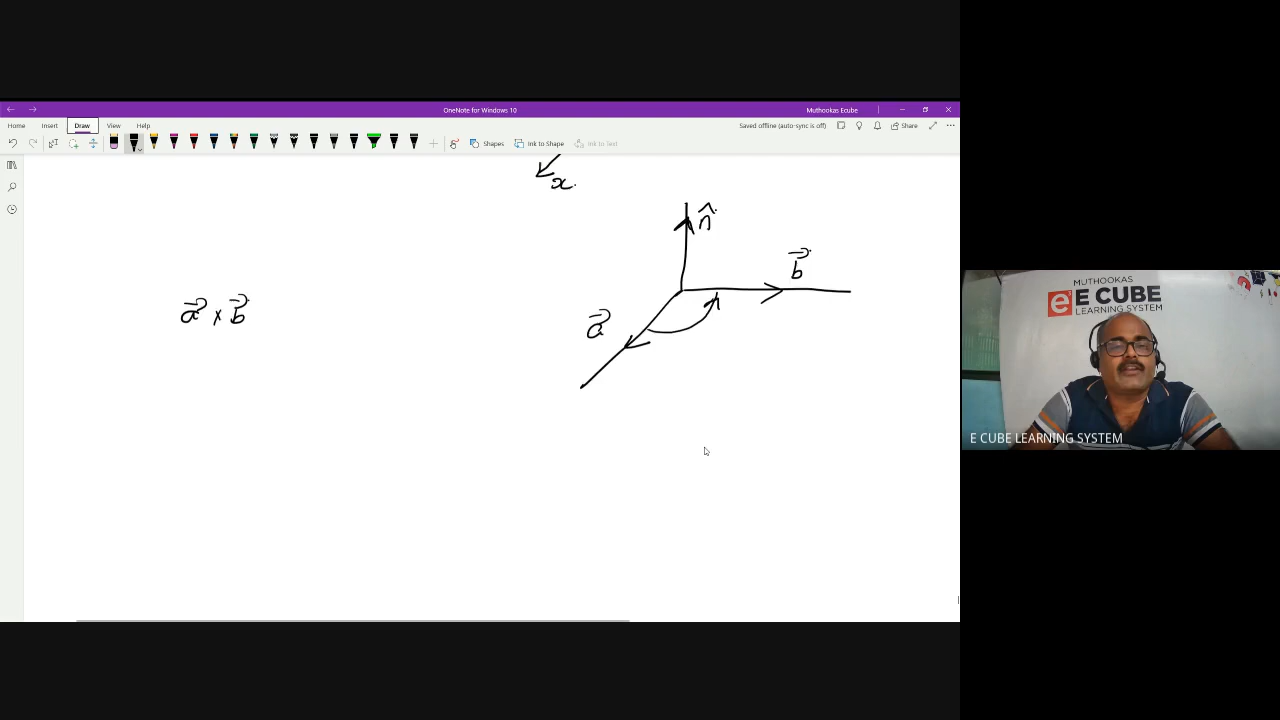 OneNote for Windows 10
Muthookas Ecube
Home Insert Draw View Help
Saved offline (auto-sync is off)
Share
Shapes
Ink to Shape
Ink to Text
x
n̂
b⃗
a⃗
a⃗ × b⃗
MUTHOOKAS
e³ E CUBE
LEARNING SYSTEM
E CUBE LEARNING SYSTEM